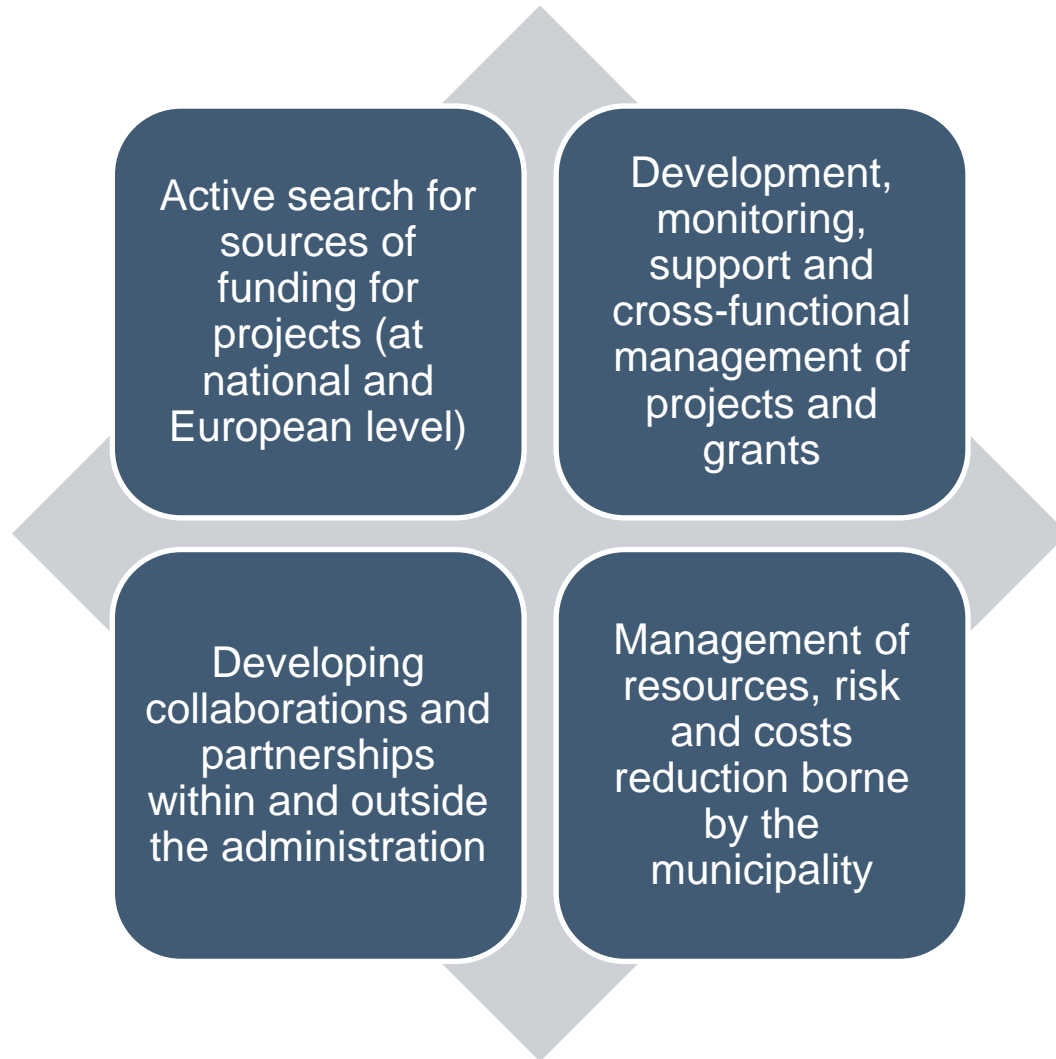 Active search for
sources of
funding for
projects (at
national and
European level)
Development,
monitoring,
support and
cross-functional
management of
projects and
grants
Developing
collaborations and
partnerships
within and outside
the administration
Management of
resources, risk
and costs
reduction borne
by the
municipality